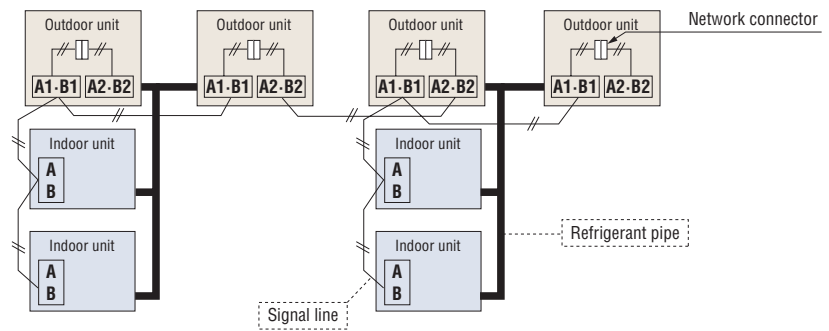 Outdoor unit
Outdoor unit
Outdoor unit
Outdoor unit
Network connector
A1·B1 A2·B2
A1·B1 A2·B2
A1·B1 A2·B2
A1·B1 A2·B2
Indoor unit
A
B
Indoor unit
A
B
Indoor unit
A
B
Indoor unit
A
B
Refrigerant pipe
Signal line